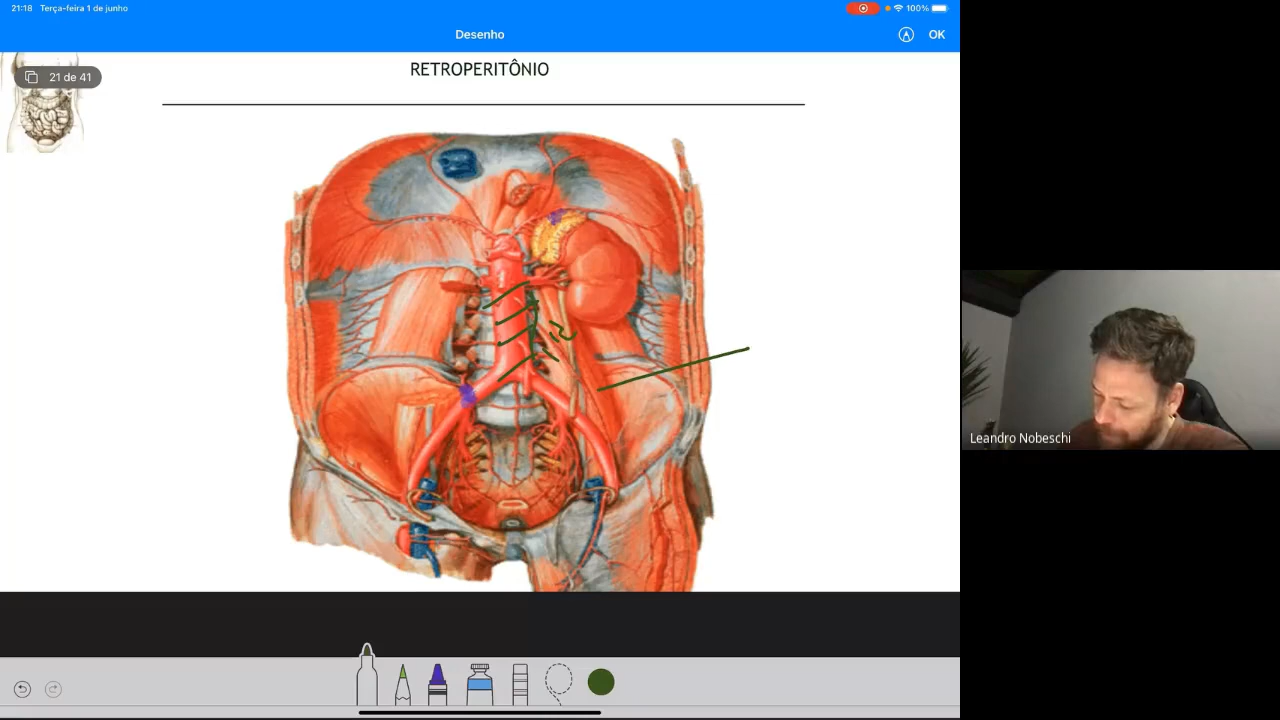 21:18 Terça-feira 1 de junho
100%
Desenho
OK
21 de 41
RETROPERITÔNIO
Leandro Nobeschi